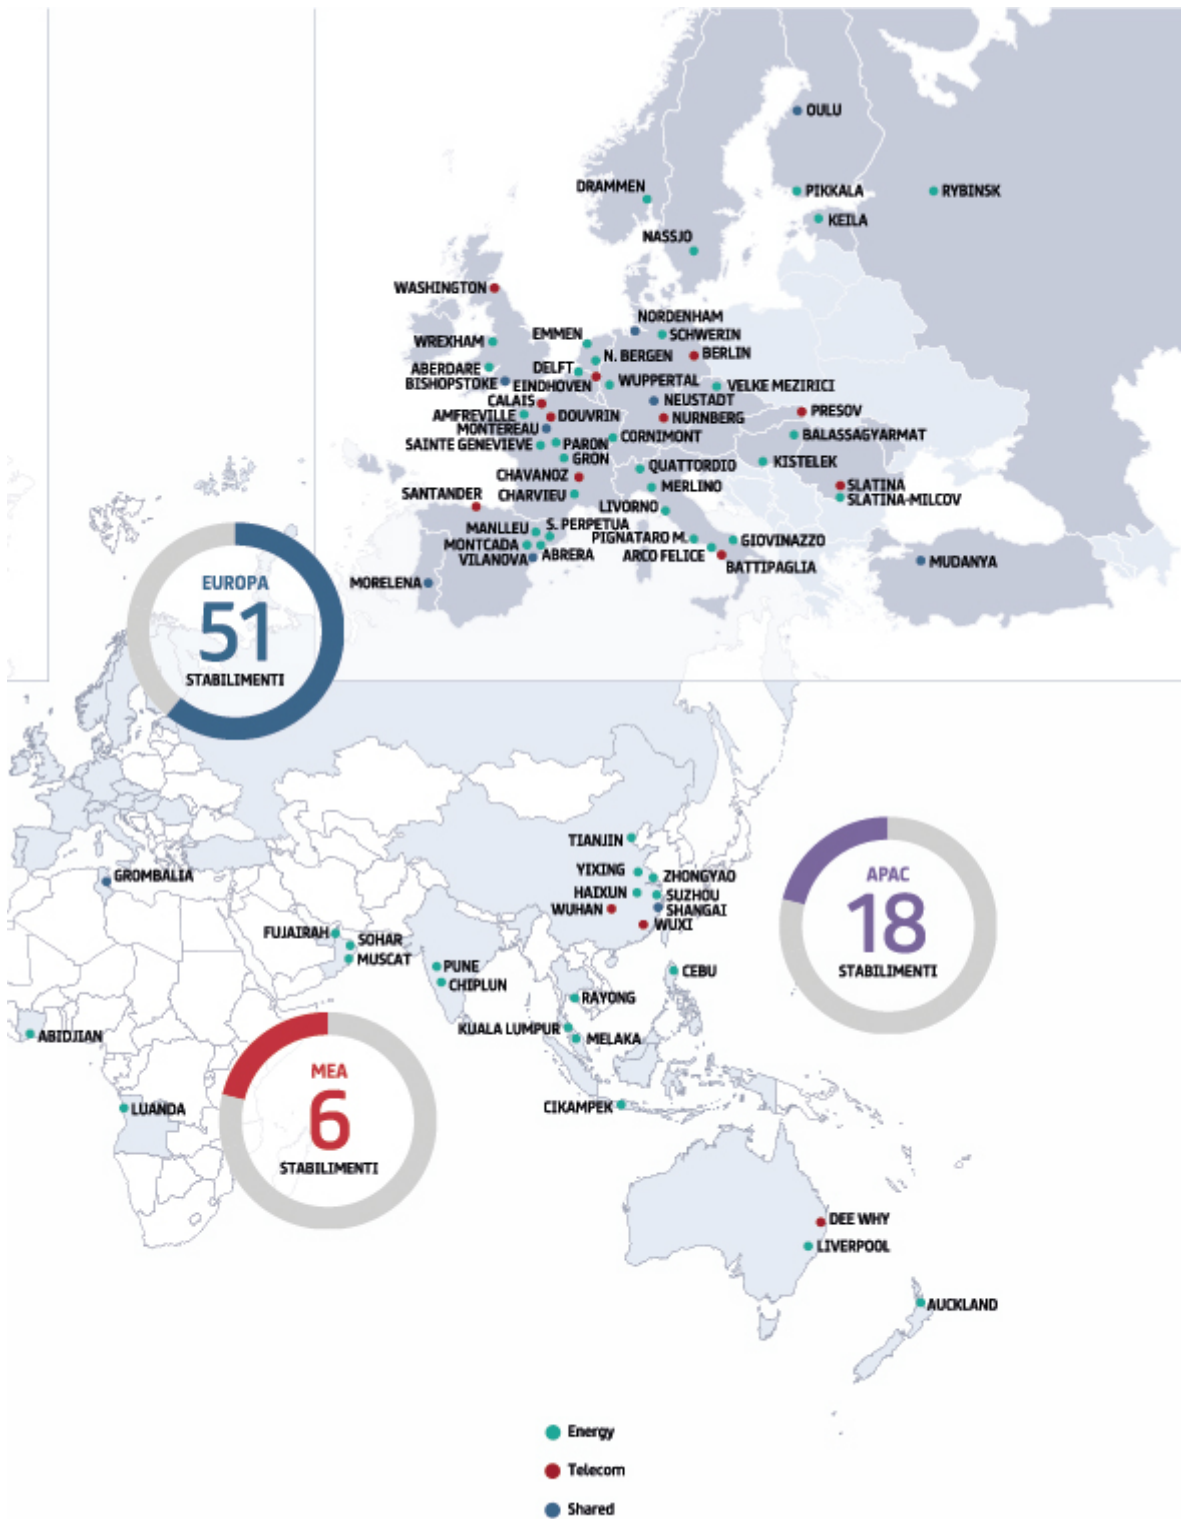 OULU
DRAMMEN
PIKKALA
RYBINSK
KEILA
NASSJO
WASHINGTON
NORDENHAM
SCHWERIN
WREXHAM
EMMEN
N. BERGEN
BERLIN
ABERDARE
DELFT
BISHOPSTOKE
EINDHOVEN
WUPPERTAL
VELKE MEZIRICI
CALAIS
NEUSTADT
AMFREVILLE
DOUVRIN
NURNBERG
PRESOV
MONTEREAU
SAINTE GENEVIEVE
PARON
CORNIMONT
BALASSAGYARMAT
GRON
QUATTORDIO
KISTELEK
CHAVANOZ
MERLINO
SLATINA
SANTANDER
CHARVIEU
SLATINA-MILCOV
LIVORNO
MANLLEU
S. PERPETUA
PIGNATARO M.
GIOVINAZZO
MONTCADA
ABRERA
ARCO FELICE
VILANOVA
BATTIPAGLIA
MUDANYA
MORELENA
EUROPA
51
STABILIMENTI
TIANJIN
GROMBALIA
YIXING
ZHONGYAO
HAIXUN
SUZHOU
WUHAN
SHANGAI
WUXI
APAC
18
STABILIMENTI
FUJAIRAH
SOHAR
MUSCAT
PUNE
CHIPLUN
CEBU
RAYONG
ABIDJIAN
KUALA LUMPUR
MELAKA
MEA
6
STABILIMENTI
LUANDA
CIKAMPEK
DEE WHY
LIVERPOOL
AUCKLAND
Energy
Telecom
Shared